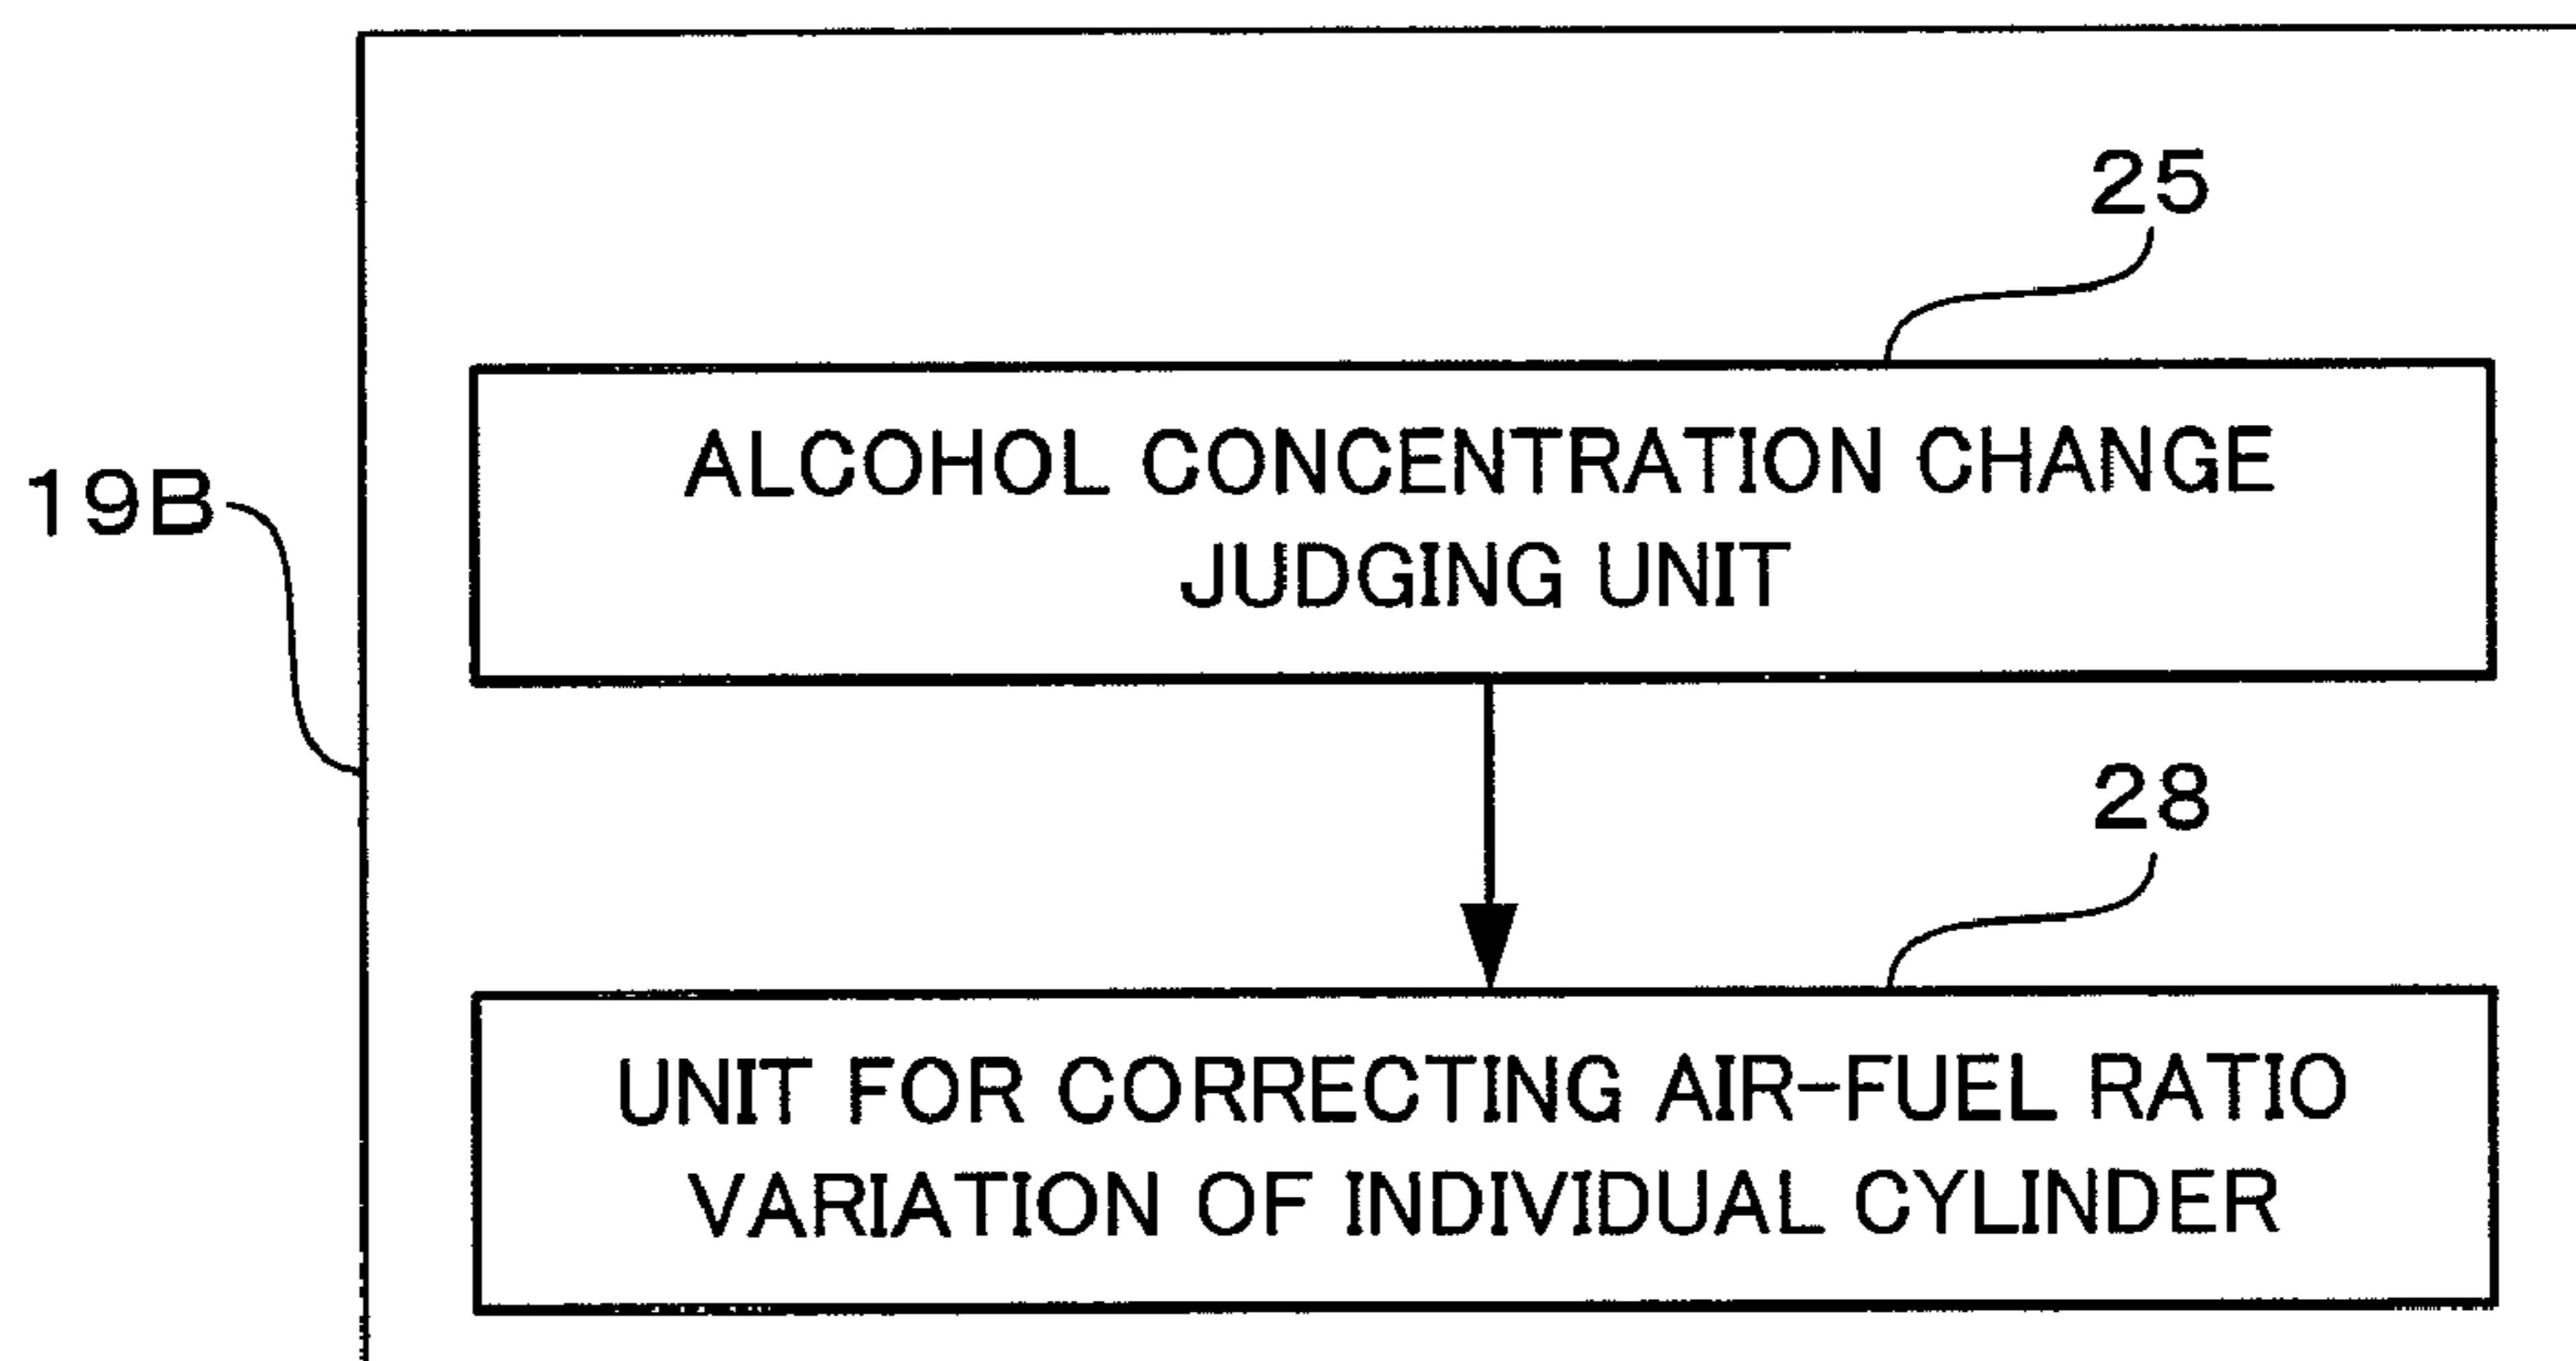 25
ALCOHOL CONCENTRATION CHANGE
JUDGING UNIT
19B
28
UNIT FOR CORRECTING AIR-FUEL RATIO
VARIATION OF INDIVIDUAL CYLINDER